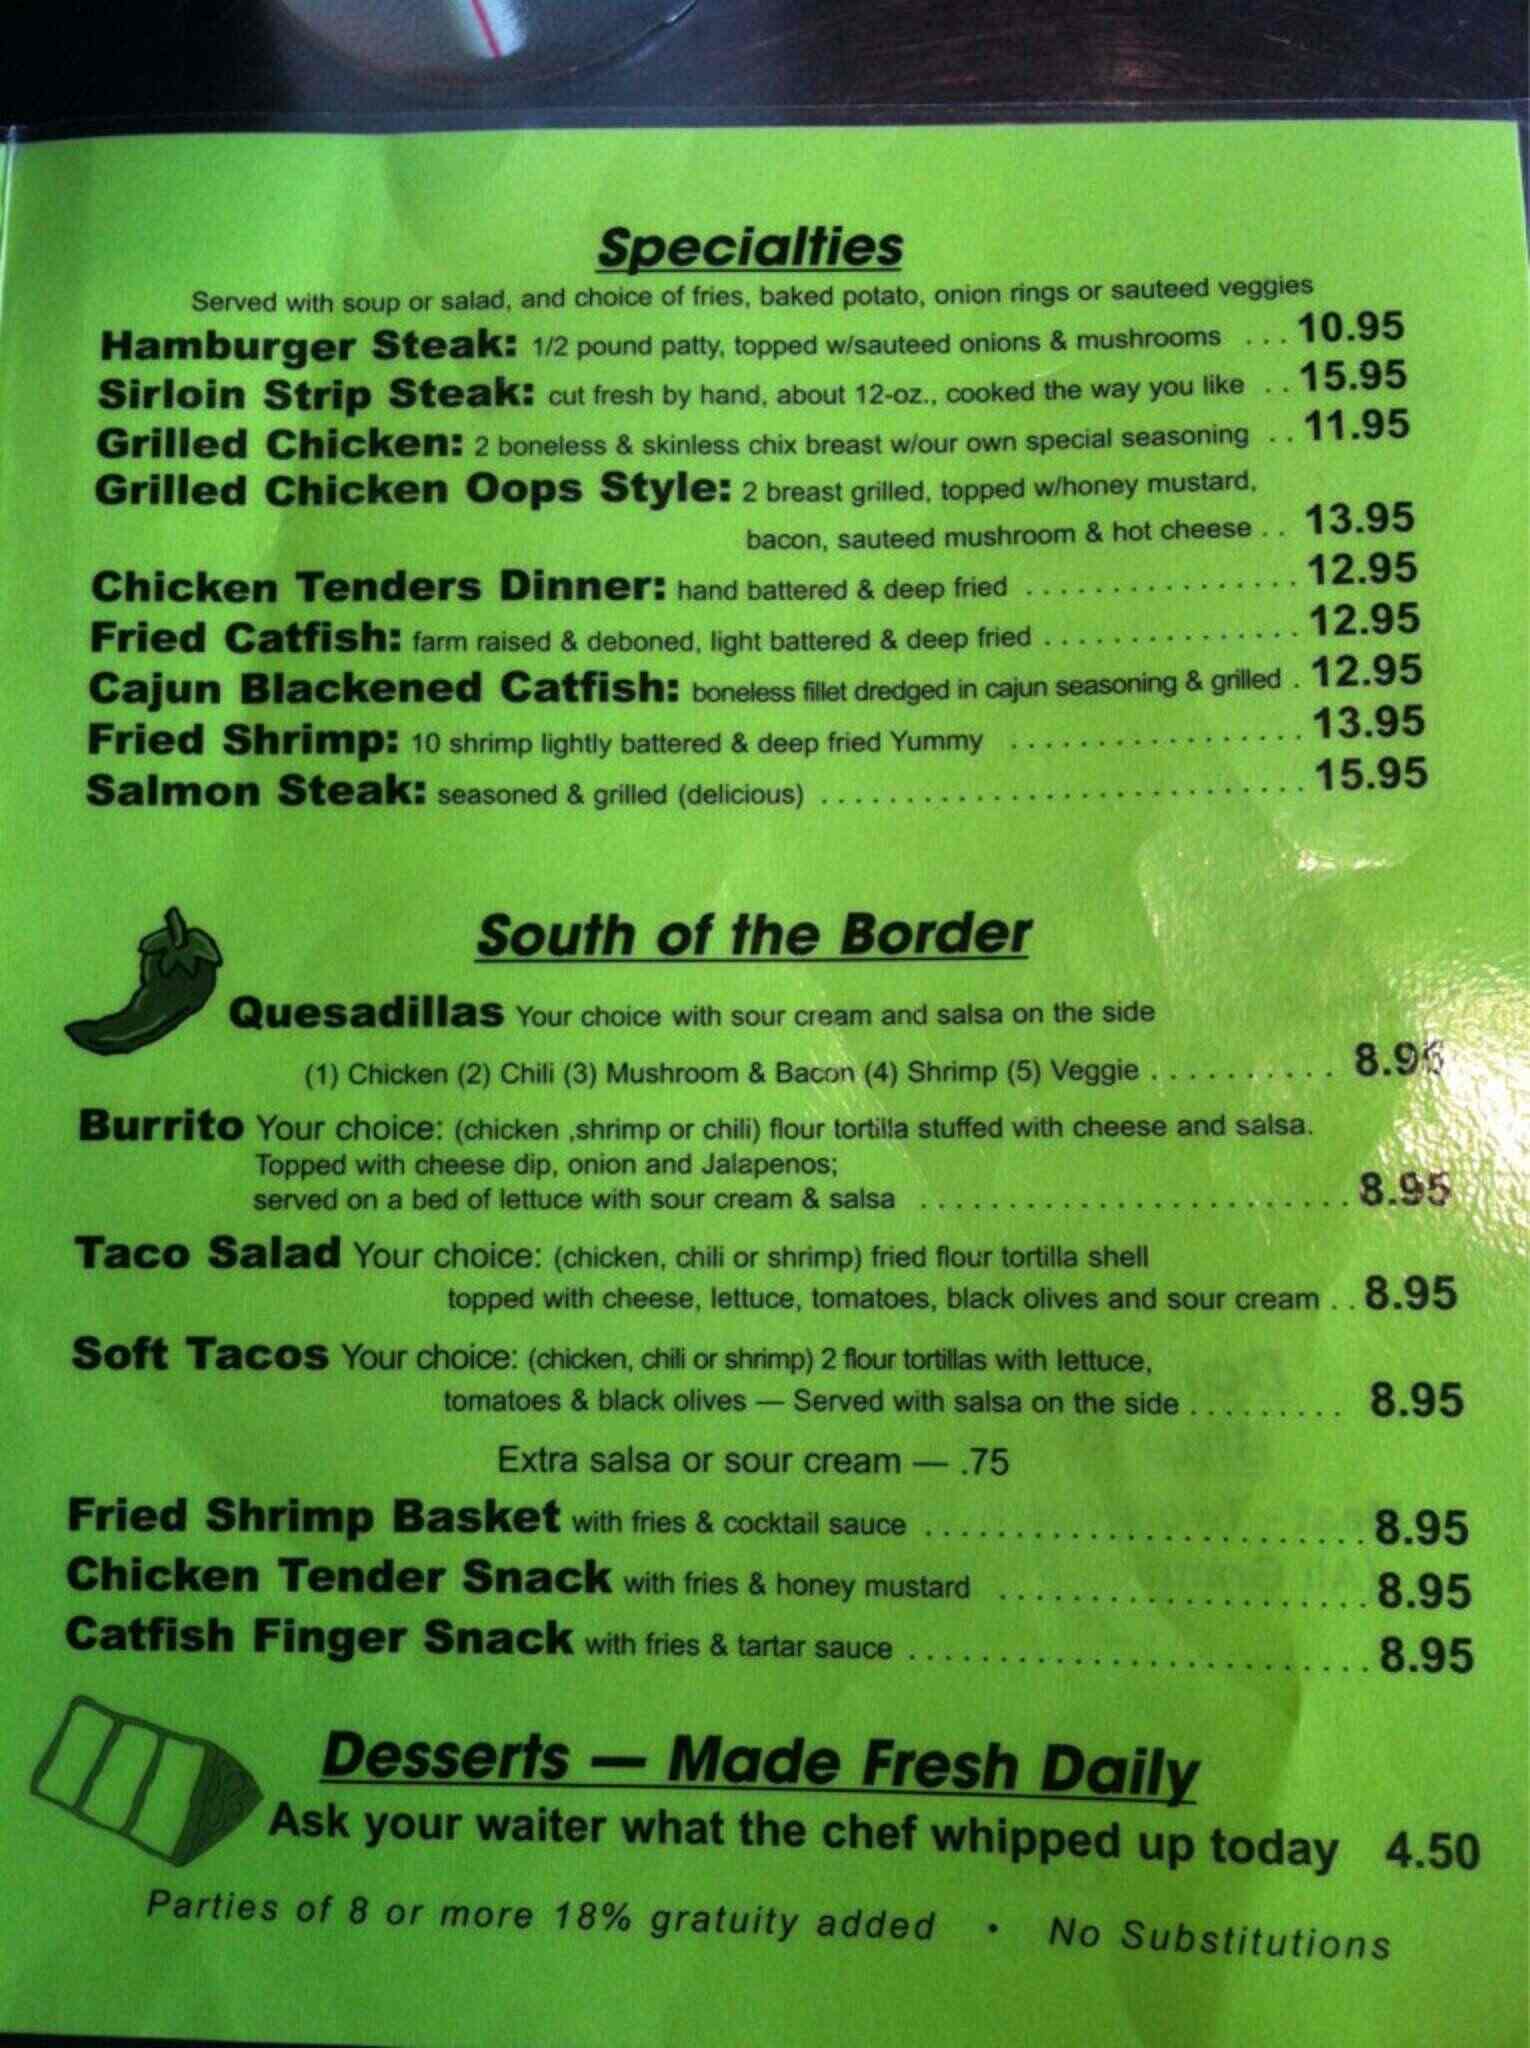 Specialties
Served with soup or salad, and choice of fries, baked potato, onion rings or sauteed veggies
Hamburger Steak: 1/2 pound patty, topped w/sauteed onions & mushrooms ... 10.95
Sirloin Strip Steak: cut fresh by hand, about 12-oz., cooked the way you like .. 15.95
Grilled Chicken: 2 boneless & skinless chix breast w/our own special seasoning .. 11.95
Grilled Chicken Oops Style: 2 breast grilled, topped w/honey mustard,
bacon, sauteed mushroom & hot cheese .. 13.95
Chicken Tenders Dinner: hand battered & deep fried ................ 12.95
Fried Catfish: farm raised & deboned, light battered & deep fried ............... 12.95
Cajun Blackened Catfish: boneless fillet dredged in cajun seasoning & grilled . 12.95
Fried Shrimp: 10 shrimp lightly battered & deep fried Yummy ................. 13.95
Salmon Steak: seasoned & grilled (delicious) ............................ 15.95
South of the Border
Quesadillas Your choice with sour cream and salsa on the side
(1) Chicken (2) Chili (3) Mushroom & Bacon (4) Shrimp (5) Veggie .......... 8.95
Burrito Your choice: (chicken ,shrimp or chili) flour tortilla stuffed with cheese and salsa.
Topped with cheese dip, onion and Jalapenos;
served on a bed of lettuce with sour cream & salsa ........................ 8.95
Taco Salad Your choice: (chicken, chili or shrimp) fried flour tortilla shell
topped with cheese, lettuce, tomatoes, black olives and sour cream .. 8.95
Soft Tacos Your choice: (chicken, chili or shrimp) 2 flour tortillas with lettuce,
tomatoes & black olives — Served with salsa on the side ......... 8.95
Extra salsa or sour cream — .75
Fried Shrimp Basket with fries & cocktail sauce ......................... 8.95
Chicken Tender Snack with fries & honey mustard ..................... 8.95
Catfish Finger Snack with fries & tartar sauce .......................... 8.95
Desserts — Made Fresh Daily
Ask your waiter what the chef whipped up today 4.50
Parties of 8 or more 18% gratuity added • No Substitutions